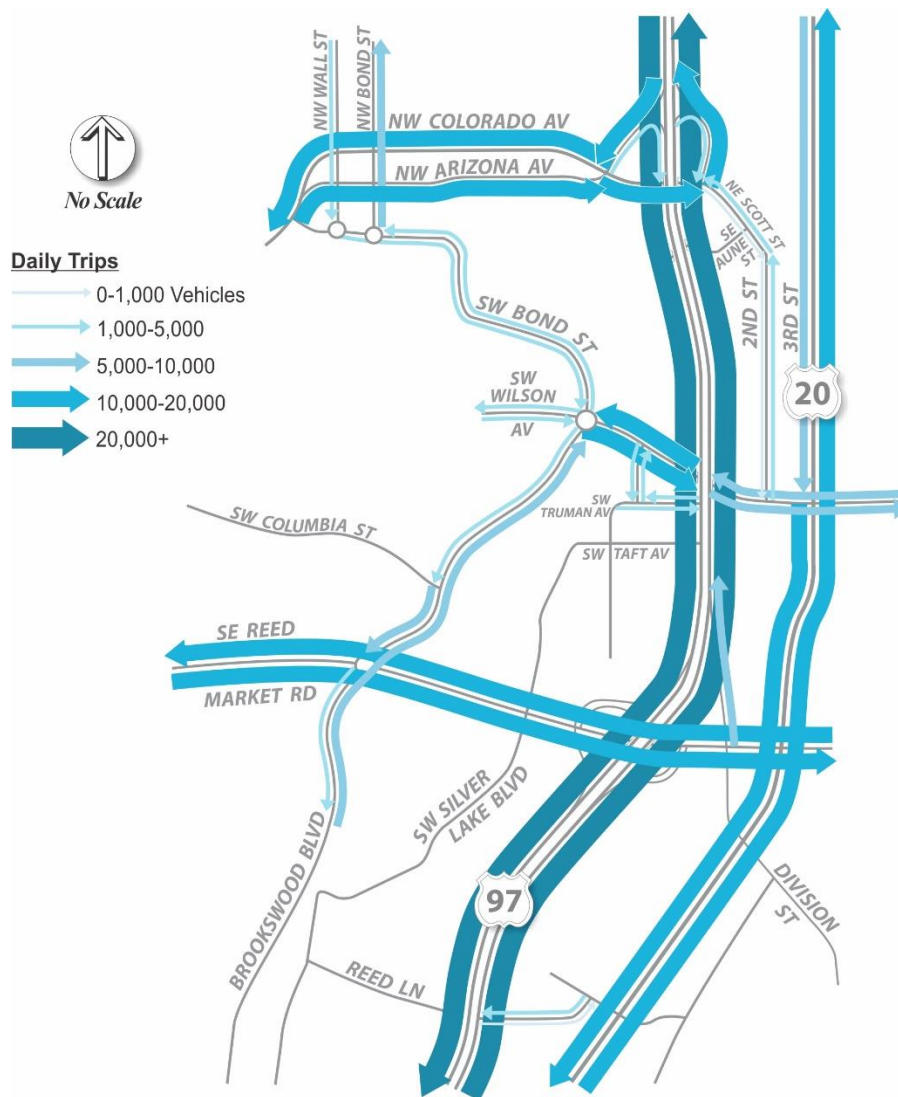 NW WALL ST
NW BOND ST
NW COLORADO AV
NW ARIZONA AV
No Scale
NE SCOTT ST
SE
AUNE
ST
Daily Trips
0-1,000 Vehicles
1,000-5,000
5,000-10,000
10,000-20,000
20,000+
SW BOND ST
2ND ST
3RD ST
20
SW
WILSON
AV
SW COLUMBIA ST
SW
TRUMAN AV
SW TAFT AV
SE REED
MARKET RD
SW SILVER
LAKE BLVD
BROOKSWOOD BLVD
97
DIVISION
ST
REED LN